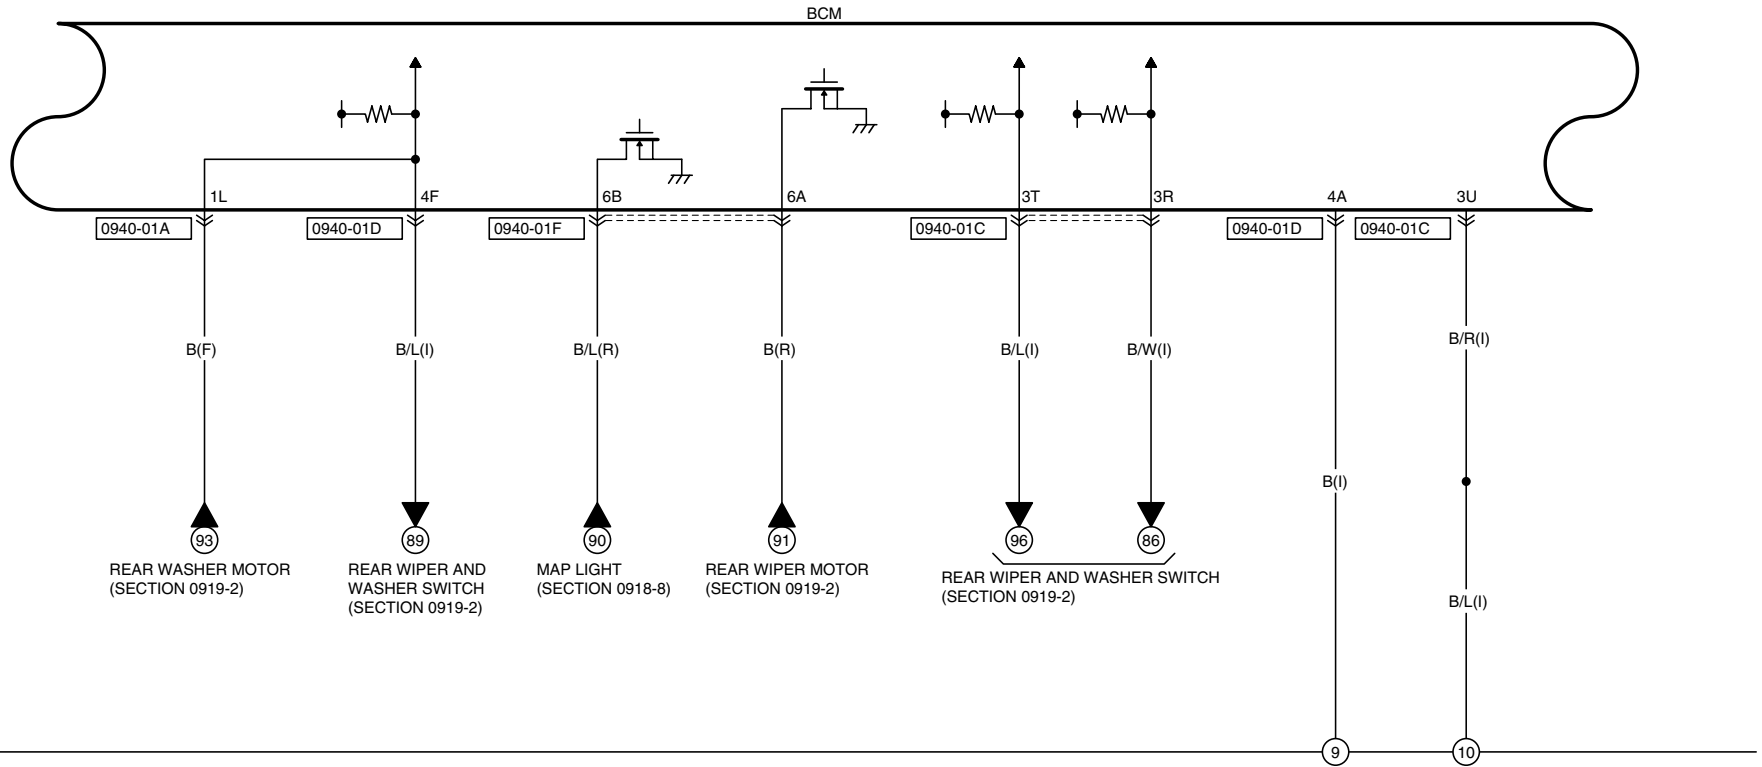 BCM
1L
4F
6B
6A
3T
3R
4A
3U
0940-01A
0940-01D
0940-01F
0940-01C
0940-01D
0940-01C
B(F)
B/L(I)
B/L(R)
B(R)
B/L(I)
B/W(I)
B/R(I)
B(I)
93
89
90
91
96
86
REAR WASHER MOTOR
(SECTION 0919-2)
REAR WIPER AND
WASHER SWITCH
(SECTION 0919-2)
MAP LIGHT
(SECTION 0918-8)
REAR WIPER MOTOR
(SECTION 0919-2)
REAR WIPER AND WASHER SWITCH
(SECTION 0919-2)
B/L(I)
9
10